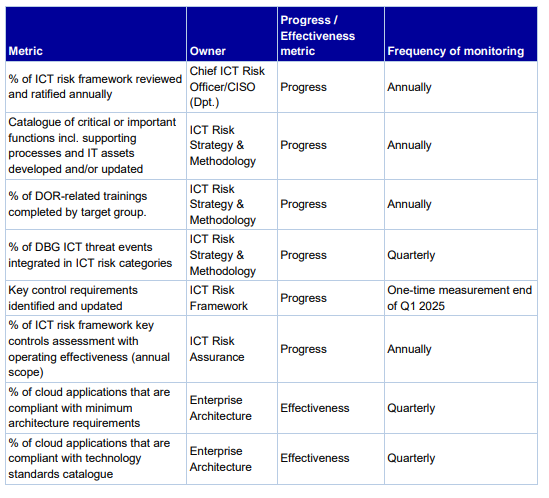 Metric
Owner
Progress /
Effectiveness
metric
Frequency of monitoring
% of ICT risk framework reviewed
and ratified annually
Chief ICT Risk
Officer/CISO
(Dpt.)
Progress
Annually
Catalogue of critical or important
functions incl. supporting
processes and IT assets
developed and/or updated
ICT Risk
Strategy &
Methodology
Progress
Annually
% of DOR-related trainings
completed by target group.
ICT Risk
Strategy &
Methodology
Progress
Annually
% of DBG ICT threat events
integrated in ICT risk categories
ICT Risk
Strategy &
Methodology
Progress
Quarterly
Key control requirements
identified and updated
ICT Risk
Framework
Progress
One-time measurement end
of Q1 2025
% of ICT risk framework key
controls assessment with
operating effectiveness (annual
scope)
ICT Risk
Assurance
Progress
Annually
% of cloud applications that are
compliant with minimum
architecture requirements
Enterprise
Architecture
Effectiveness
Quarterly
% of cloud applications that are
compliant with technology
standards catalogue
Enterprise
Architecture
Effectiveness
Quarterly